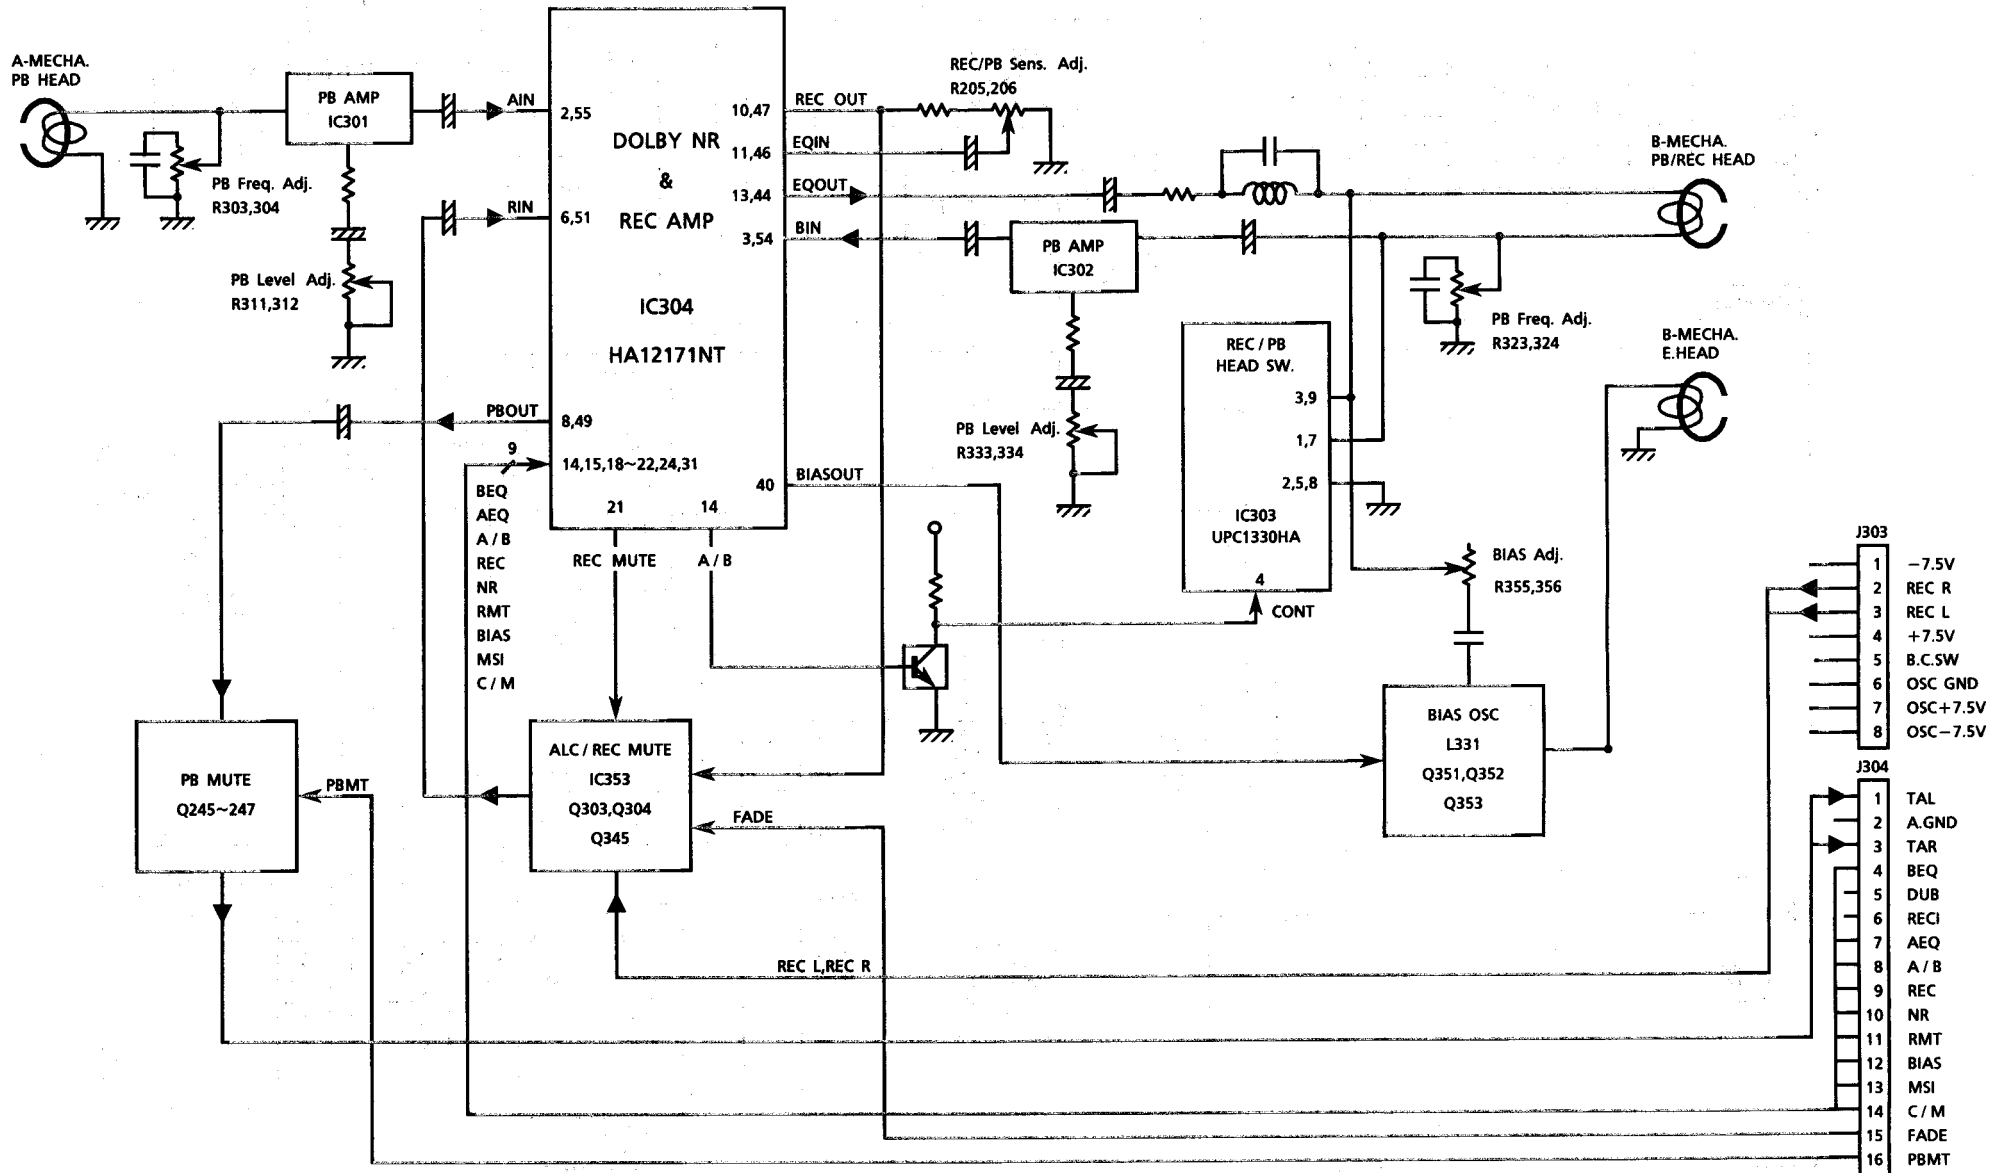 A-MECHA.
PB HEAD
PB AMP
IC301
AIN
2,55
PB Freq. Adj.
R303,304
RIN
6,51
PB Level Adj.
R311,312
DOLBY NR
&
REC AMP
IC304
HA12171NT
10,47
REC OUT
11,46
EQIN
13,44
EQOUT
3,54
BIN
REC/PB Sens. Adj.
R205,206
B-MECHA.
PB/REC HEAD
PB AMP
IC302
PB Freq. Adj.
R323,324
PB Level Adj.
R333,334
REC/PB
HEAD SW.
3,9
1,7
2,5,8
IC303
UPC1330HA
4
CONT
B-MECHA.
E.HEAD
PBOUT
8,49
9
14,15,18~22,24,31
BEQ
AEQ
A/B
REC
NR
RMT
BIAS
MSI
C/M
40
BIASOUT
21
14
REC MUTE
A/B
BIAS Adj.
R355,356
PB MUTE
Q245~247
PBMT
ALC/REC MUTE
IC353
Q303,Q304
Q345
FADE
BIAS OSC
L331
Q351,Q352
Q353
REC L,REC R
J303
1 −7.5V
2 REC R
3 REC L
4 +7.5V
5 B.C.SW
6 OSC GND
7 OSC+7.5V
8 OSC−7.5V
J304
1 TAL
2 A.GND
3 TAR
4 BEQ
5 DUB
6 RECI
7 AEQ
8 A/B
9 REC
10 NR
11 RMT
12 BIAS
13 MSI
14 C/M
15 FADE
16 PBMT